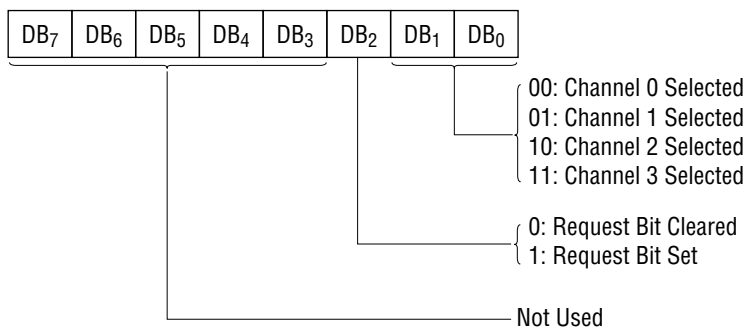 DB7 DB6 DB5 DB4 DB3 DB2 DB1 DB0
00: Channel 0 Selected
01: Channel 1 Selected
10: Channel 2 Selected
11: Channel 3 Selected
0: Request Bit Cleared
1: Request Bit Set
Not Used